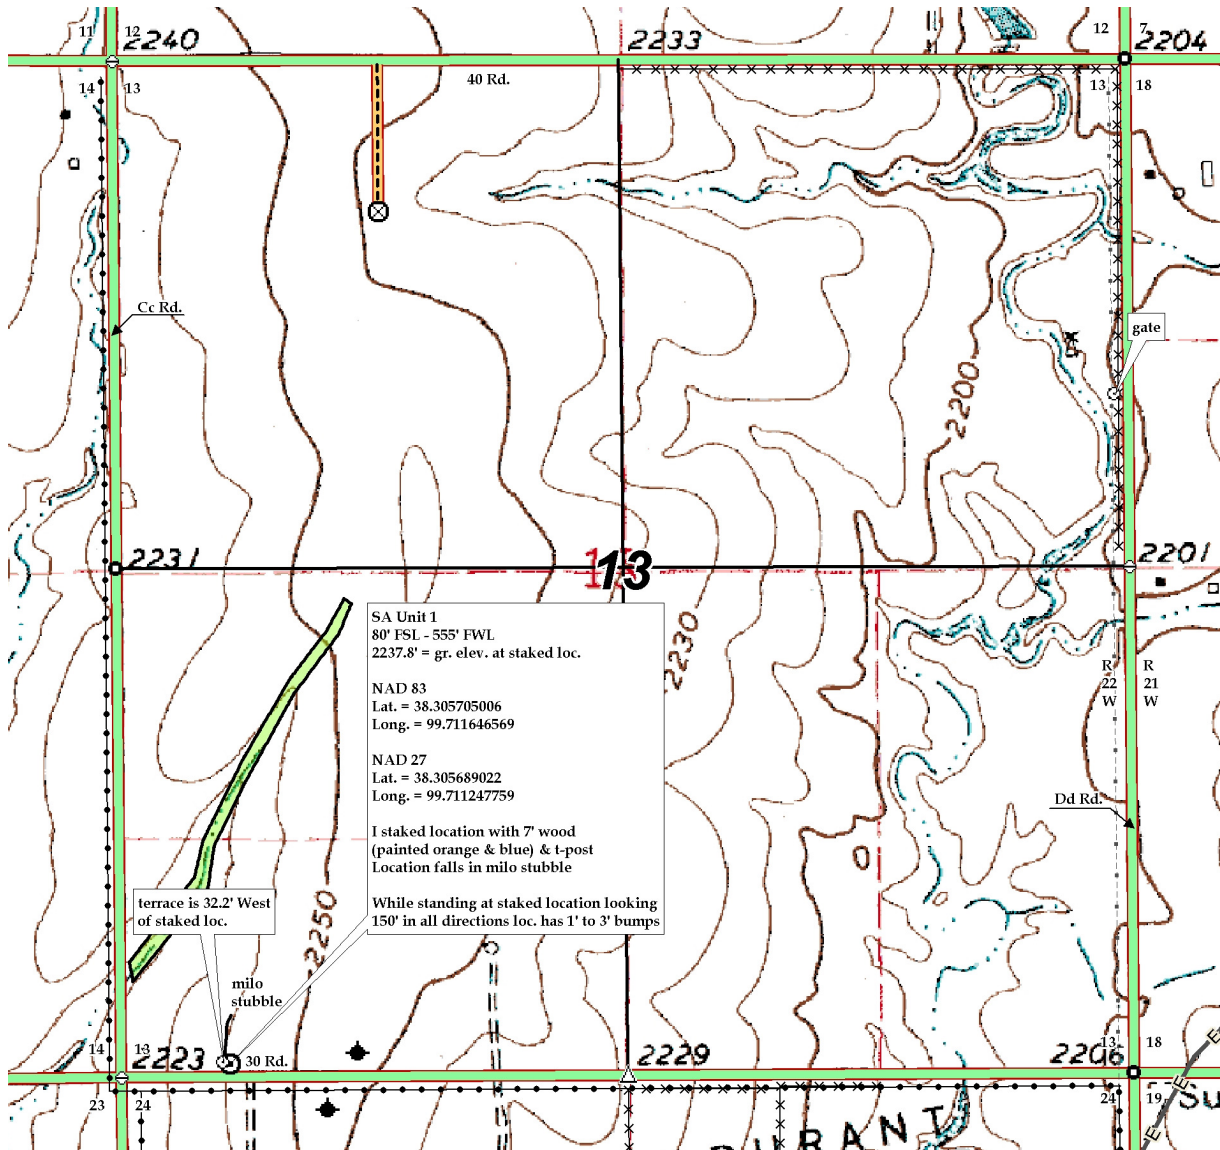 11
12
2240
2233
12
7
2204
40 Rd.
14
13
13
18
Cc Rd.
gate
2200
2231
13
2201
SA Unit 1
80' FSL - 555' FWL
2237.8' = gr. elev. at staked loc.
NAD 83
Lat. = 38.305705006
Long. = 99.711646569
NAD 27
Lat. = 38.305689022
Long. = 99.711247759
I staked location with 7' wood
(painted orange & blue) & t-post
Location falls in milo stubble
While standing at staked location looking
150' in all directions loc. has 1' to 3' bumps
2230
R
22
W
R
21
W
Dd Rd.
terrace is 32.2' West
of staked loc.
2250
milo
stubble
14
13
2223
30 Rd.
2229
2206
13
18
23
24
24
19
Su
DURANT
E
E
E